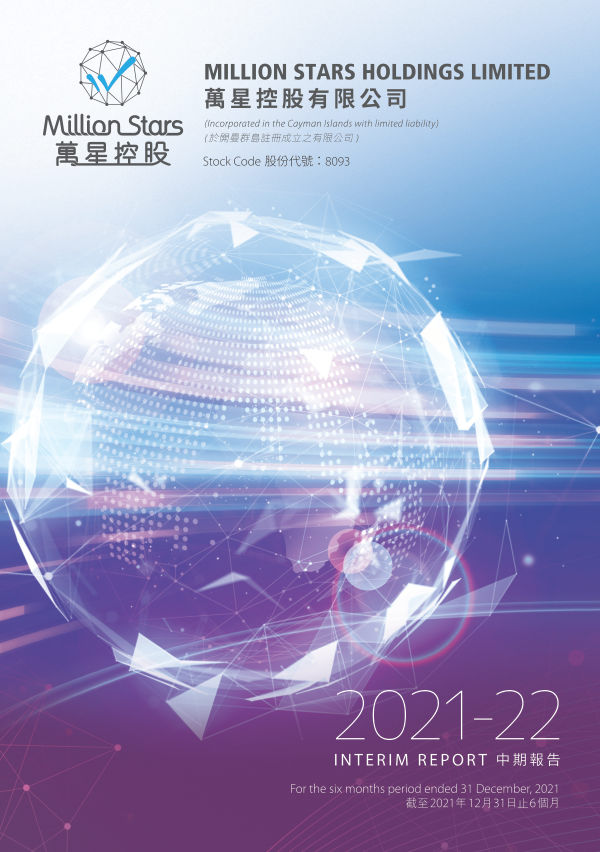 Million Stars
萬星控股
MILLION STARS HOLDINGS LIMITED
萬星控股有限公司
(Incorporated in the Cayman Islands with limited liability)
(於開曼群島註冊成立之有限公司)
Stock Code 股份代號：8093
2021-22
INTERIM REPORT 中期報告
For the six months period ended 31 December, 2021
截至2021年12月31日止6個月